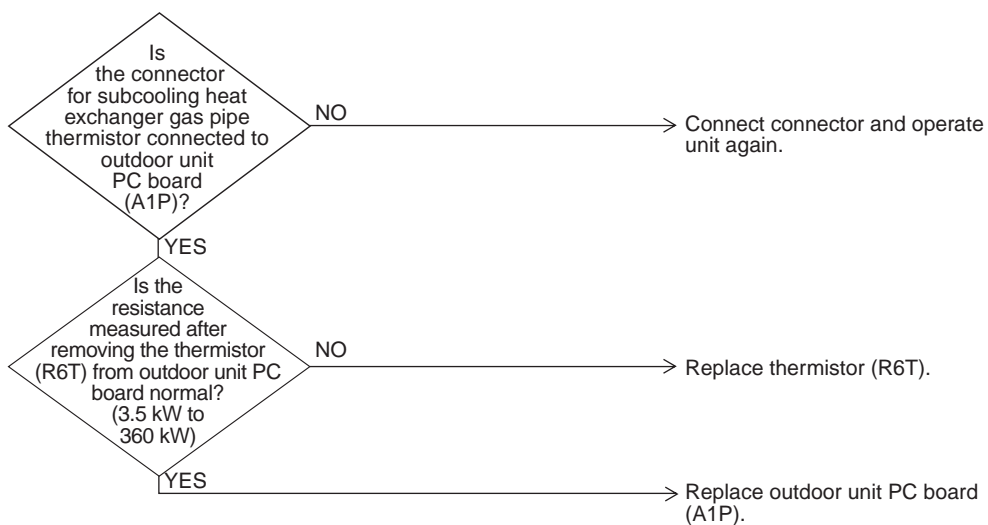 Is
the connector
for subcooling heat
exchanger gas pipe
thermistor connected to
outdoor unit
PC board
(A1P)?
NO
Connect connector and operate
unit again.
YES
Is the
resistance
measured after
removing the thermistor
(R6T) from outdoor unit PC
board normal?
(3.5 kW to
360 kW)
NO
Replace thermistor (R6T).
YES
Replace outdoor unit PC board
(A1P).